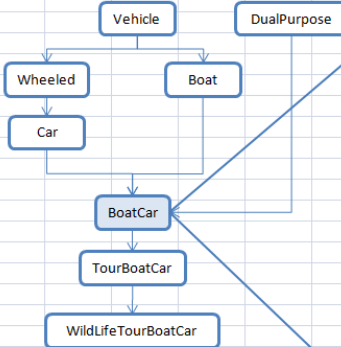 Vehicle
DualPurpose
Wheeled
Boat
Car
BoatCar
TourBoatCar
WildLifeTourBoatCar